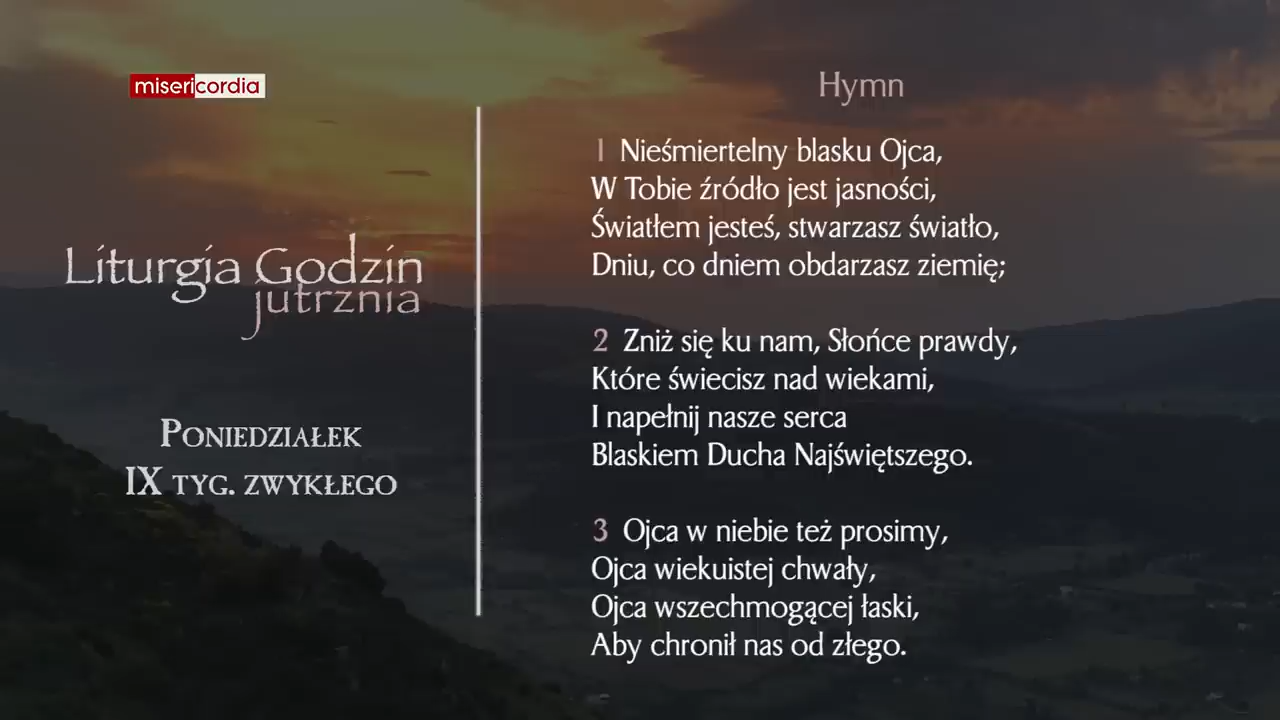 misericordia
Liturgia Godzin
jutrznia
Poniedziałek
IX tyg. zwykłego
Hymn
1 Nieśmiertelny blasku Ojca,
W Tobie źródło jest jasności,
Światłem jesteś, stwarzasz światło,
Dniu, co dniem obdarzasz ziemię;
2 Zniż się ku nam, Słońce prawdy,
Które świecisz nad wiekami,
I napełnij nasze serca
Blaskiem Ducha Najświętszego.
3 Ojca w niebie też prosimy,
Ojca wiekuistej chwały,
Ojca wszechmogącej łaski,
Aby chronił nas od złego.